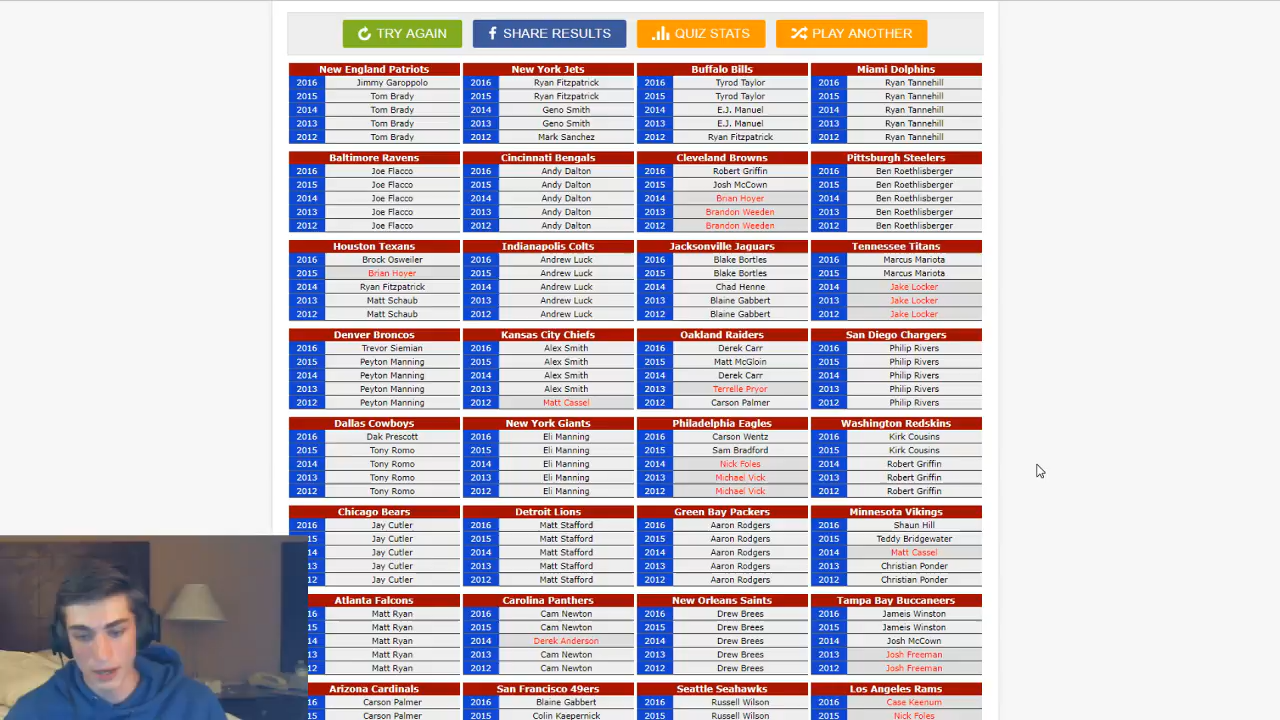 TRY AGAIN SHARE RESULTS QUIZ STATS PLAY ANOTHER
New England Patriots New York Jets Buffalo Bills Miami Dolphins
2016 Jimmy Garoppolo 2016 Ryan Fitzpatrick 2016 Tyrod Taylor 2016 Ryan Tannehill
2015 Tom Brady 2015 Ryan Fitzpatrick 2015 Tyrod Taylor 2015 Ryan Tannehill
2014 Tom Brady 2014 Geno Smith 2014 E.J. Manuel 2014 Ryan Tannehill
2013 Tom Brady 2013 Geno Smith 2013 E.J. Manuel 2013 Ryan Tannehill
2012 Tom Brady 2012 Mark Sanchez 2012 Ryan Fitzpatrick 2012 Ryan Tannehill
Baltimore Ravens Cincinnati Bengals Cleveland Browns Pittsburgh Steelers
2016 Joe Flacco 2016 Andy Dalton 2016 Robert Griffin 2016 Ben Roethlisberger
2015 Joe Flacco 2015 Andy Dalton 2015 Josh McCown 2015 Ben Roethlisberger
2014 Joe Flacco 2014 Andy Dalton 2014 Brian Hoyer 2014 Ben Roethlisberger
2013 Joe Flacco 2013 Andy Dalton 2013 Brandon Weeden 2013 Ben Roethlisberger
2012 Joe Flacco 2012 Andy Dalton 2012 Brandon Weeden 2012 Ben Roethlisberger
Houston Texans Indianapolis Colts Jacksonville Jaguars Tennessee Titans
2016 Brock Osweiler 2016 Andrew Luck 2016 Blake Bortles 2016 Marcus Mariota
2015 Brian Hoyer 2015 Andrew Luck 2015 Blake Bortles 2015 Marcus Mariota
2014 Ryan Fitzpatrick 2014 Andrew Luck 2014 Chad Henne 2014 Jake Locker
2013 Matt Schaub 2013 Andrew Luck 2013 Blaine Gabbert 2013 Jake Locker
2012 Matt Schaub 2012 Andrew Luck 2012 Blaine Gabbert 2012 Jake Locker
Denver Broncos Kansas City Chiefs Oakland Raiders San Diego Chargers
2016 Trevor Siemian 2016 Alex Smith 2016 Derek Carr 2016 Philip Rivers
2015 Peyton Manning 2015 Alex Smith 2015 Matt McGloin 2015 Philip Rivers
2014 Peyton Manning 2014 Alex Smith 2014 Derek Carr 2014 Philip Rivers
2013 Peyton Manning 2013 Alex Smith 2013 Terrelle Pryor 2013 Philip Rivers
2012 Peyton Manning 2012 Matt Cassel 2012 Carson Palmer 2012 Philip Rivers
Dallas Cowboys New York Giants Philadelphia Eagles Washington Redskins
2016 Dak Prescott 2016 Eli Manning 2016 Carson Wentz 2016 Kirk Cousins
2015 Tony Romo 2015 Eli Manning 2015 Sam Bradford 2015 Kirk Cousins
2014 Tony Romo 2014 Eli Manning 2014 Nick Foles 2014 Robert Griffin
2013 Tony Romo 2013 Eli Manning 2013 Michael Vick 2013 Robert Griffin
2012 Tony Romo 2012 Eli Manning 2012 Michael Vick 2012 Robert Griffin
Chicago Bears Detroit Lions Green Bay Packers Minnesota Vikings
2016 Jay Cutler 2016 Matt Stafford 2016 Aaron Rodgers 2016 Shaun Hill
15 Jay Cutler 2015 Matt Stafford 2015 Aaron Rodgers 2015 Teddy Bridgewater
14 Jay Cutler 2014 Matt Stafford 2014 Aaron Rodgers 2014 Matt Cassel
13 Jay Cutler 2013 Matt Stafford 2013 Aaron Rodgers 2013 Christian Ponder
12 Jay Cutler 2012 Matt Stafford 2012 Aaron Rodgers 2012 Christian Ponder
Atlanta Falcons Carolina Panthers New Orleans Saints Tampa Bay Buccaneers
16 Matt Ryan 2016 Cam Newton 2016 Drew Brees 2016 Jameis Winston
15 Matt Ryan 2015 Cam Newton 2015 Drew Brees 2015 Jameis Winston
14 Matt Ryan 2014 Derek Anderson 2014 Drew Brees 2014 Josh McCown
13 Matt Ryan 2013 Cam Newton 2013 Drew Brees 2013 Josh Freeman
12 Matt Ryan 2012 Cam Newton 2012 Drew Brees 2012 Josh Freeman
Arizona Cardinals San Francisco 49ers Seattle Seahawks Los Angeles Rams
16 Carson Palmer 2016 Blaine Gabbert 2016 Russell Wilson 2016 Case Keenum
15 Carson Palmer 2015 Colin Kaepernick 2015 Russell Wilson 2015 Nick Foles